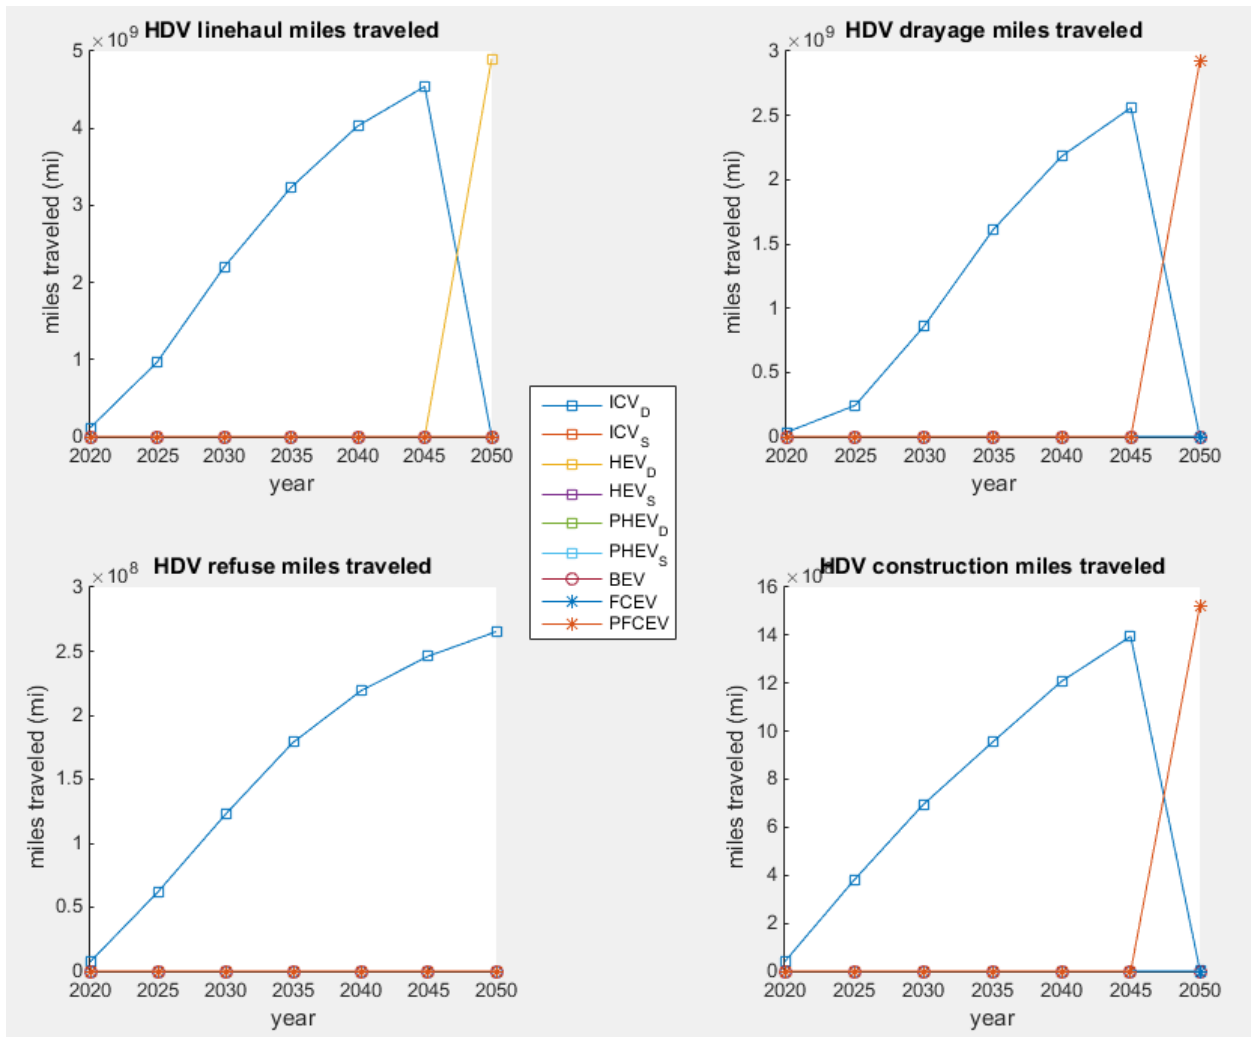 HDV linehaul miles traveled
×10⁹
5
4
3
2
1
0
miles traveled (mi)
2020 2025 2030 2035 2040 2045 2050
year
HDV drayage miles traveled
×10⁹
3
2.5
2
1.5
1
0.5
0
miles traveled (mi)
2020 2025 2030 2035 2040 2045 2050
year
ICV_D
ICV_S
HEV_D
HEV_S
PHEV_D
PHEV_S
BEV
FCEV
PFCEV
HDV refuse miles traveled
×10⁸
3
2.5
2
1.5
1
0.5
0
miles traveled (mi)
2020 2025 2030 2035 2040 2045 2050
year
HDV construction miles traveled
×10
16
14
12
10
8
6
4
2
0
miles traveled (mi)
2020 2025 2030 2035 2040 2045 2050
year